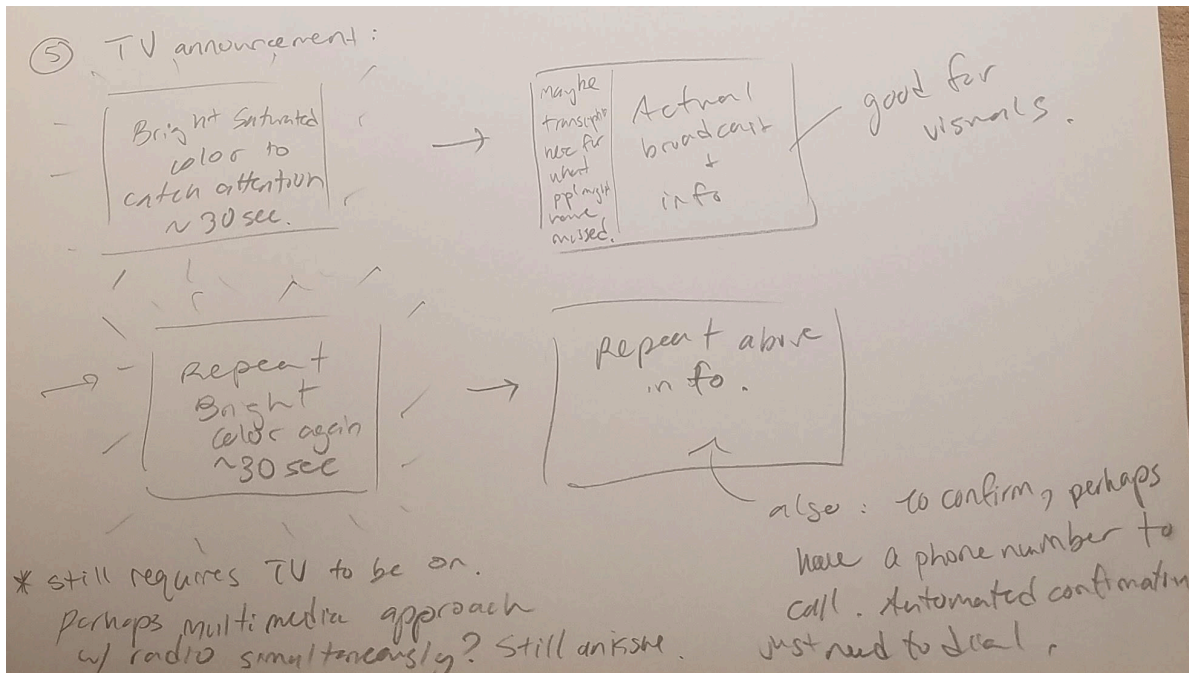 ⑤ TV announcement:
Bright Saturated
color to
catch attention
~ 30 sec.
maybe
transcript
here for
what
ppl might
have
missed.
Actual
broadcast
+
info
good for
visuals.
Repeat
Bright
color again
~30 sec
Repeat above
info.
also: to confirm, perhaps
have a phone number to
call. Automated confirmation
just need to dial.
* still requires TV to be on.
Perhaps multimedia approach
w/ radio simultaneously? Still an issue.